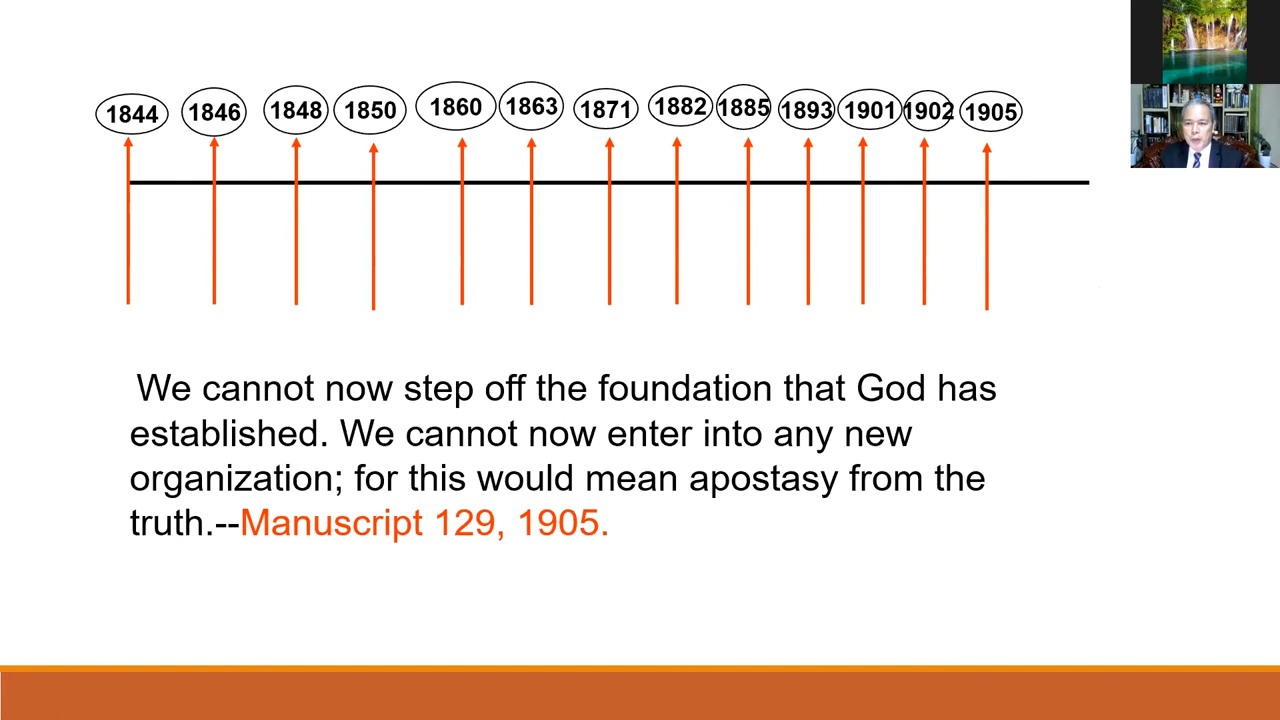 1844 1846 1848 1850 1860 1863 1871 1882 1885 1893 1901 1902 1905
We cannot now step off the foundation that God has
established. We cannot now enter into any new
organization; for this would mean apostasy from the
truth.--Manuscript 129, 1905.